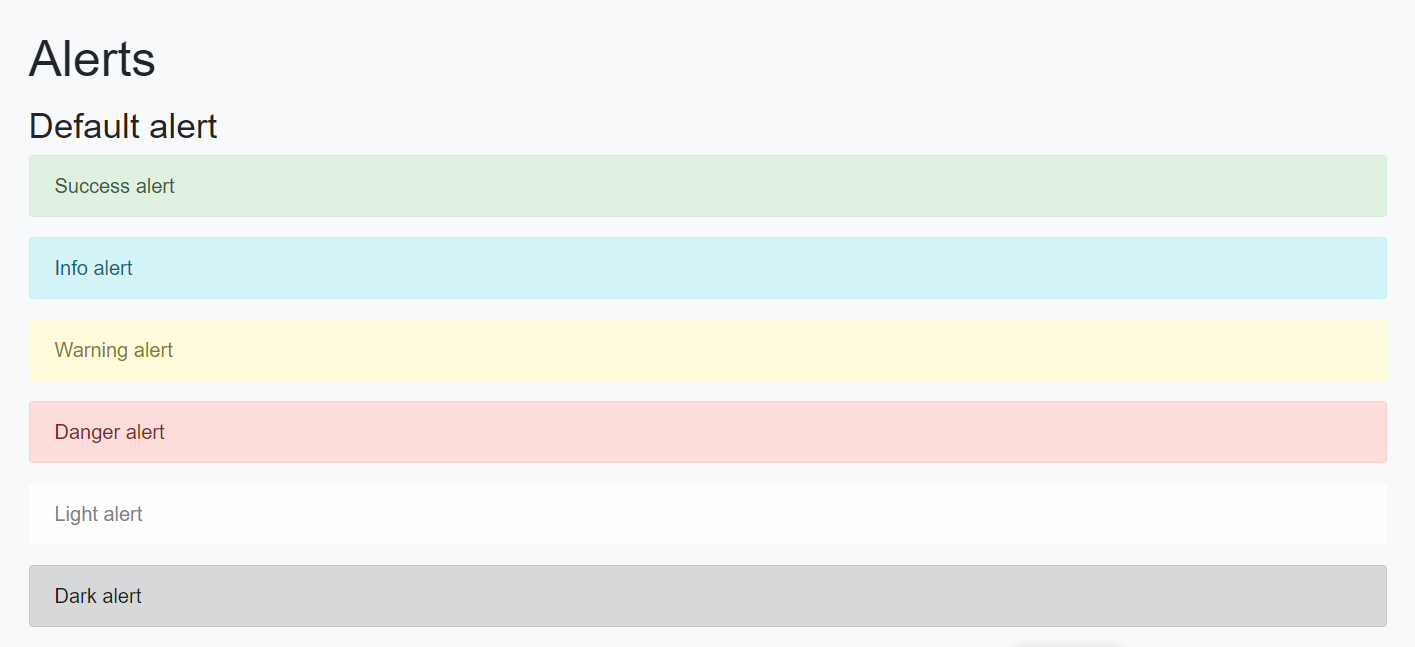 Alerts
Default alert
Success alert
Info alert
Warning alert
Danger alert
Light alert
Dark alert